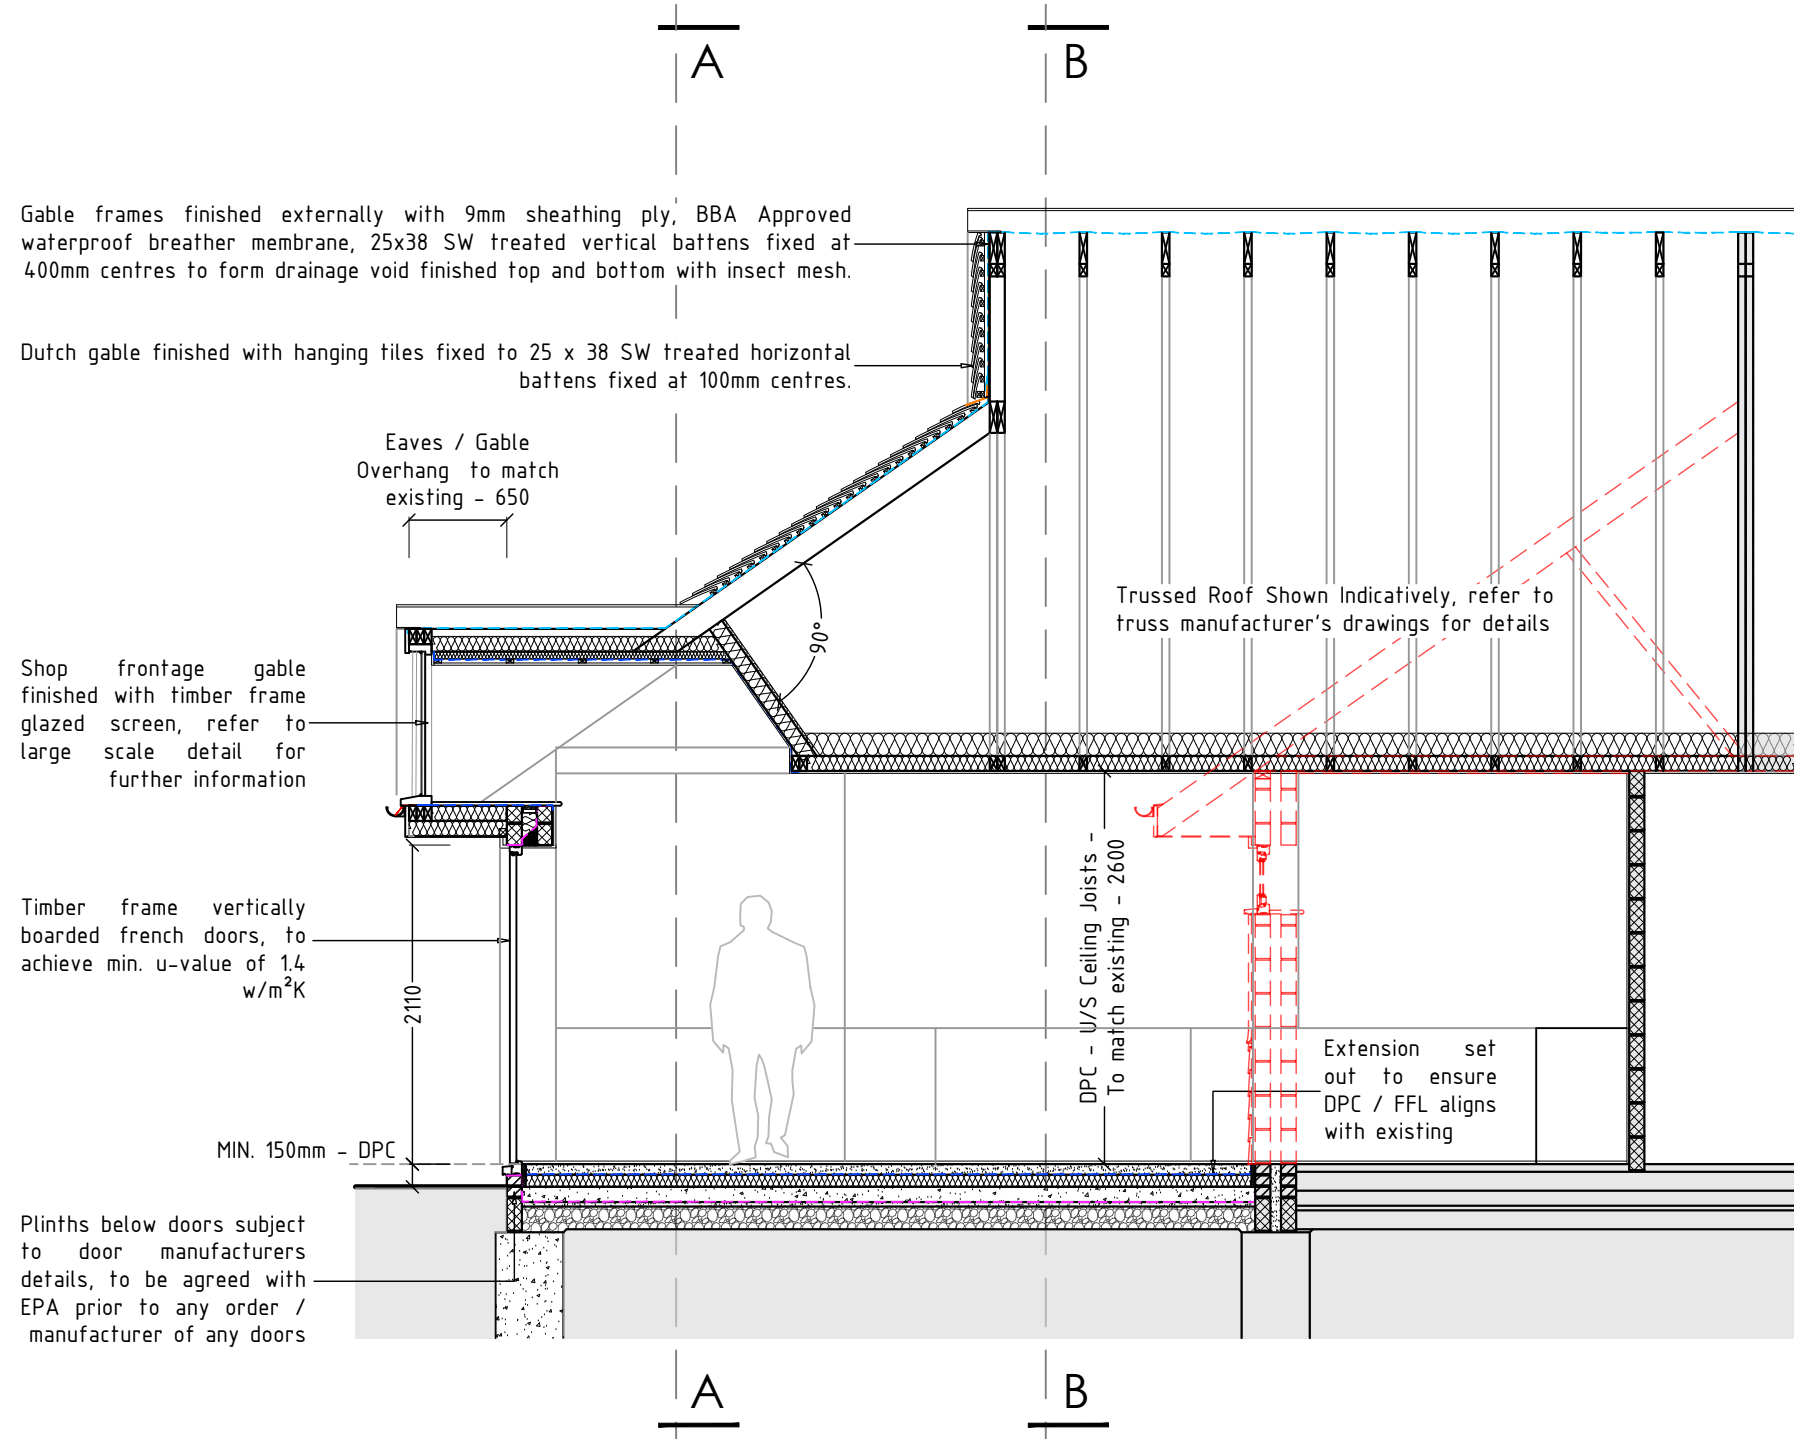 A
B
Gable frames finished externally with 9mm sheathing ply, BBA Approved
waterproof breather membrane, 25x38 SW treated vertical battens fixed at
400mm centres to form drainage void finished top and bottom with insect mesh.
Dutch gable finished with hanging tiles fixed to 25 x 38 SW treated horizontal
battens fixed at 100mm centres.
Eaves / Gable
Overhang to match
existing - 650
Trussed Roof Shown Indicatively, refer to
truss manufacturer's drawings for details
90°
Shop frontage gable
finished with timber frame
glazed screen, refer to
large scale detail for
further information
Timber frame vertically
boarded french doors, to
achieve min. u-value of 1.4
w/m²K
2110
DPC - U/S Ceiling Joists -
To match existing - 2600
Extension set
out to ensure
DPC / FFL aligns
with existing
MIN. 150mm - DPC
Plinths below doors subject
to door manufacturers
details, to be agreed with
EPA prior to any order /
manufacturer of any doors
A
B